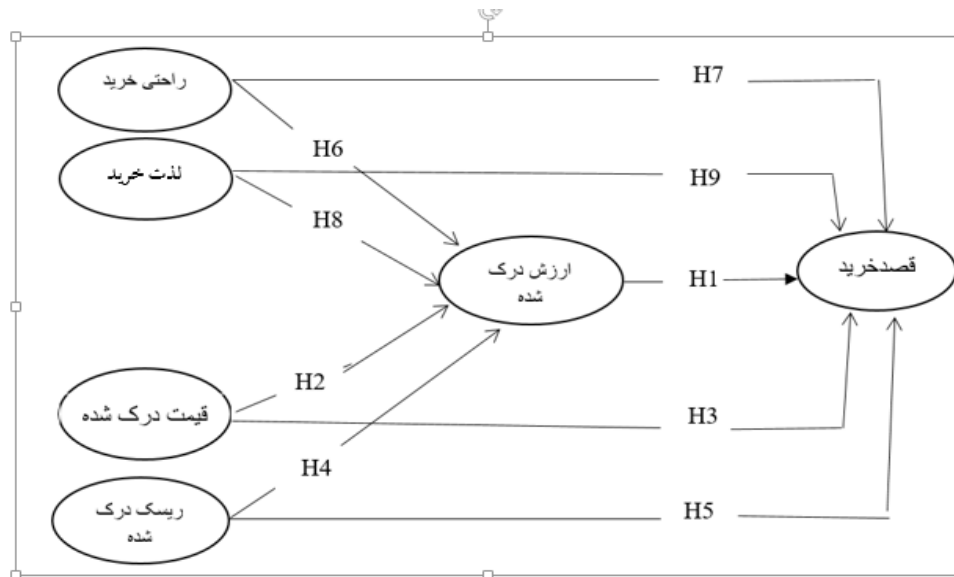 راحتی خرید
H7
H6
لذت خرید
H9
H8
ارزش درک
شده
H1
قصدخرید
H2
قیمت درک شده
H3
H4
ریسک درک
شده
H5